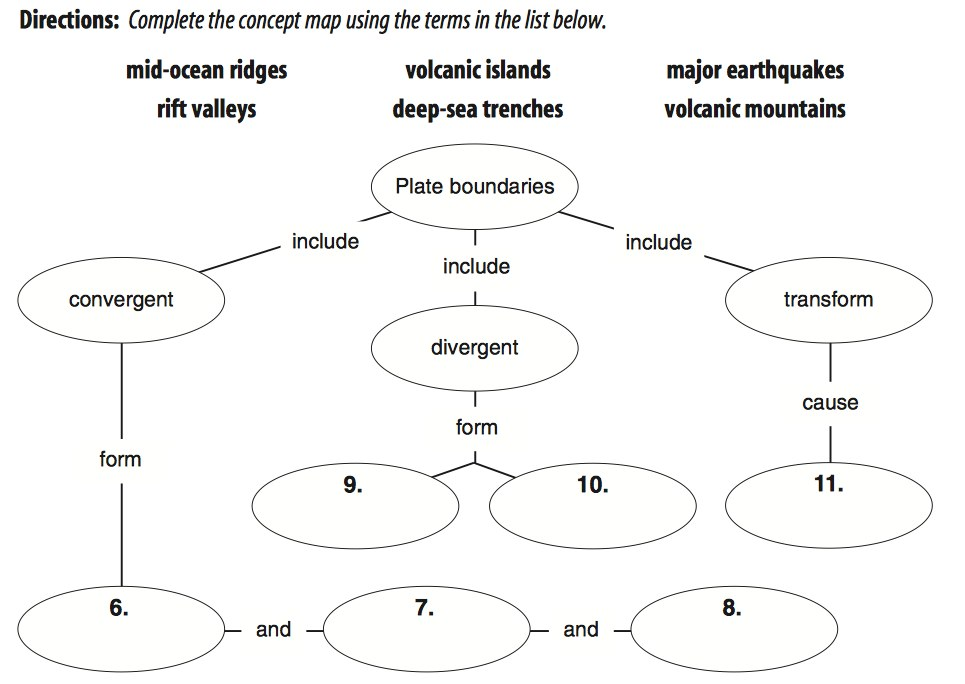 Directions: Complete the concept map using the terms in the list below.
mid-ocean ridges volcanic islands major earthquakes
rift valleys deep-sea trenches volcanic mountains
Plate boundaries
include include
include
convergent transform
divergent
cause
form
form
9. 10. 11.
6. 7. 8.
and and